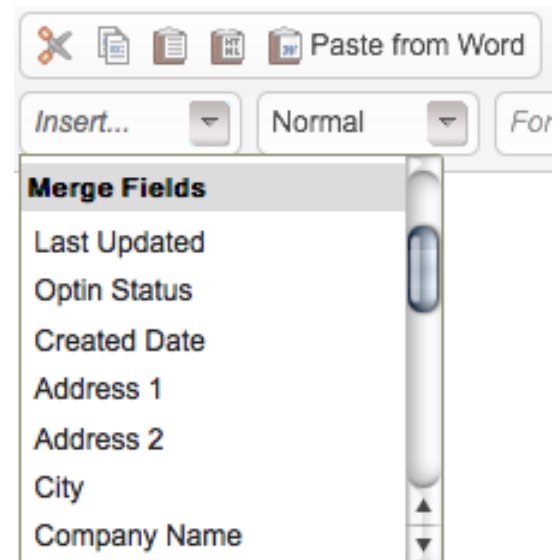 Paste from Word
Insert... Normal For
Merge Fields
Last Updated
Optin Status
Created Date
Address 1
Address 2
City
Company Name